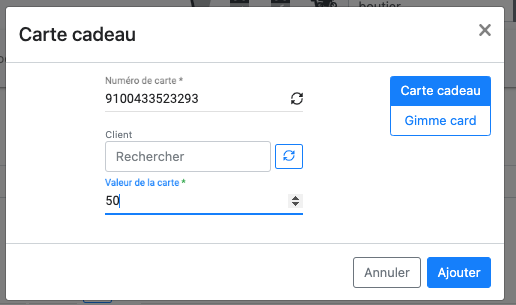 boutier
Carte cadeau
×
Numéro de carte *
9100433523293
Carte cadeau
Gimme card
Client
Rechercher
Valeur de la carte *
50
Annuler
Ajouter